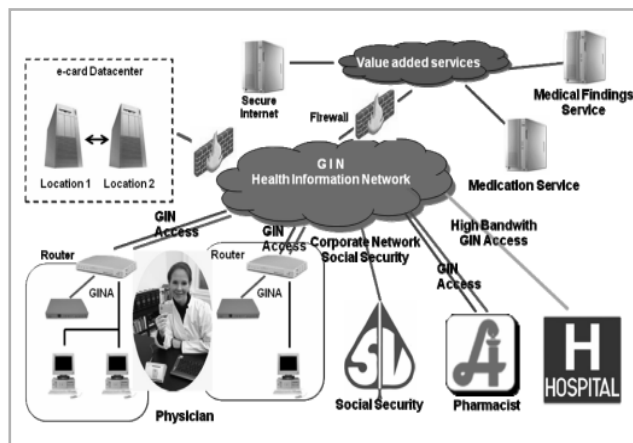 e-card Datacenter
Location 1
Location 2
Secure
Internet
Value added services
Firewall
Medical Findings
Service
Medication Service
G I N
Health Information Network
GIN
Access
GIN
Access
Corporate Network
Social Security
GIN
Access
High Bandwith
GIN Access
Router
GINA
Router
GINA
Physician
SV
Social Security
A
Pharmacist
H
HOSPITAL